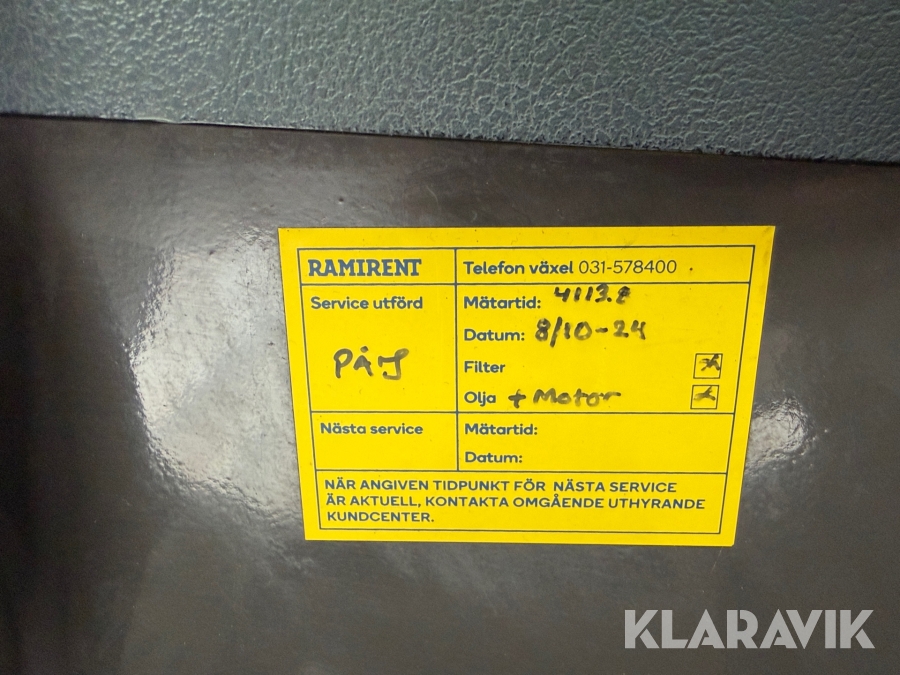 RAMIRENT
Telefon växel 031-578400
Service utförd
PÅJ
Mätartid: 4113.8
Datum: 8/10-24
Filter
Olja + Motor
Nästa service
Mätartid:
Datum:
NÄR ANGIVEN TIDPUNKT FÖR NÄSTA SERVICE
ÄR AKTUELL, KONTAKTA OMGÅENDE UTHYRANDE
KUNDCENTER.
KLARAVIK